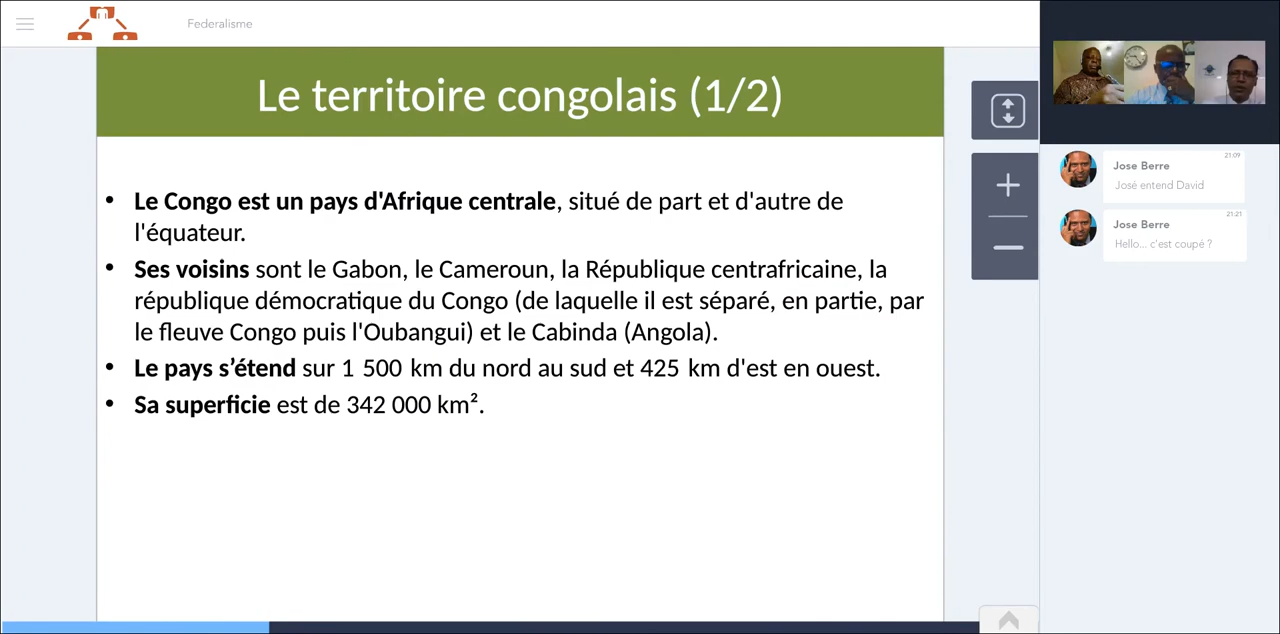 Federalisme
Le territoire congolais (1/2)
• Le Congo est un pays d'Afrique centrale, situé de part et d'autre de
l'équateur.
• Ses voisins sont le Gabon, le Cameroun, la République centrafricaine, la
république démocratique du Congo (de laquelle il est séparé, en partie, par
le fleuve Congo puis l'Oubangui) et le Cabinda (Angola).
• Le pays s’étend sur 1 500 km du nord au sud et 425 km d'est en ouest.
• Sa superficie est de 342 000 km².
21:09
Jose Berre
José entend David
21:21
Jose Berre
Hello... c'est coupé ?